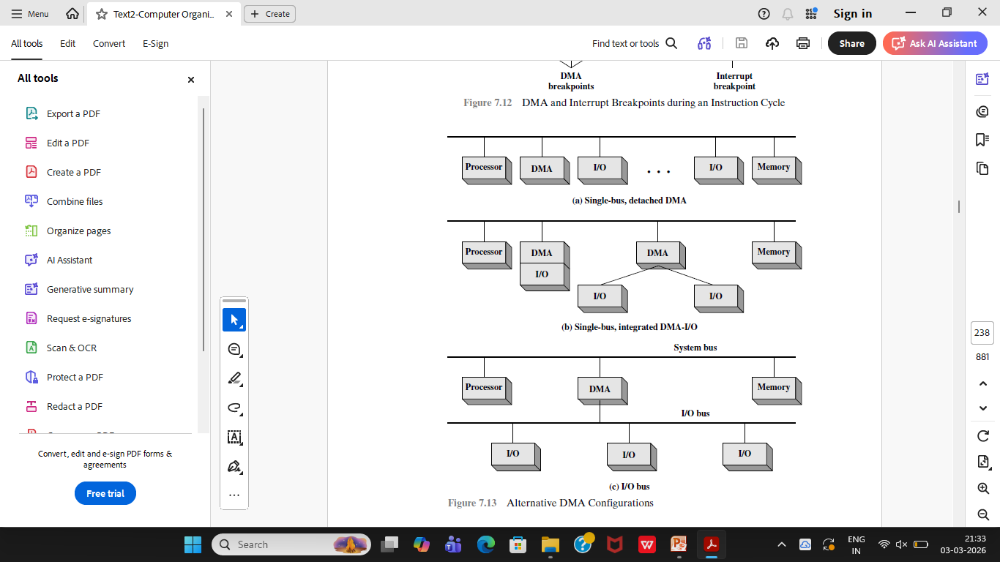 Menu
Text2-Computer Organi...
Create
Sign in
All tools
Edit
Convert
E-Sign
Find text or tools
Share
Ask AI Assistant
All tools
Export a PDF
Edit a PDF
Create a PDF
Combine files
Organize pages
AI Assistant
Generative summary
Request e-signatures
Scan & OCR
Protect a PDF
Redact a PDF
Convert, edit and e-sign PDF forms &
agreements
Free trial
DMA
breakpoints
Interrupt
breakpoint
Figure 7.12 DMA and Interrupt Breakpoints during an Instruction Cycle
Processor
DMA
I/O
. . .
I/O
Memory
(a) Single-bus, detached DMA
Processor
DMA
I/O
DMA
Memory
I/O
I/O
(b) Single-bus, integrated DMA-I/O
System bus
Processor
DMA
Memory
I/O bus
I/O
I/O
I/O
(c) I/O bus
Figure 7.13 Alternative DMA Configurations
238
881
Search
ENG
IN
21:33
03-03-2026